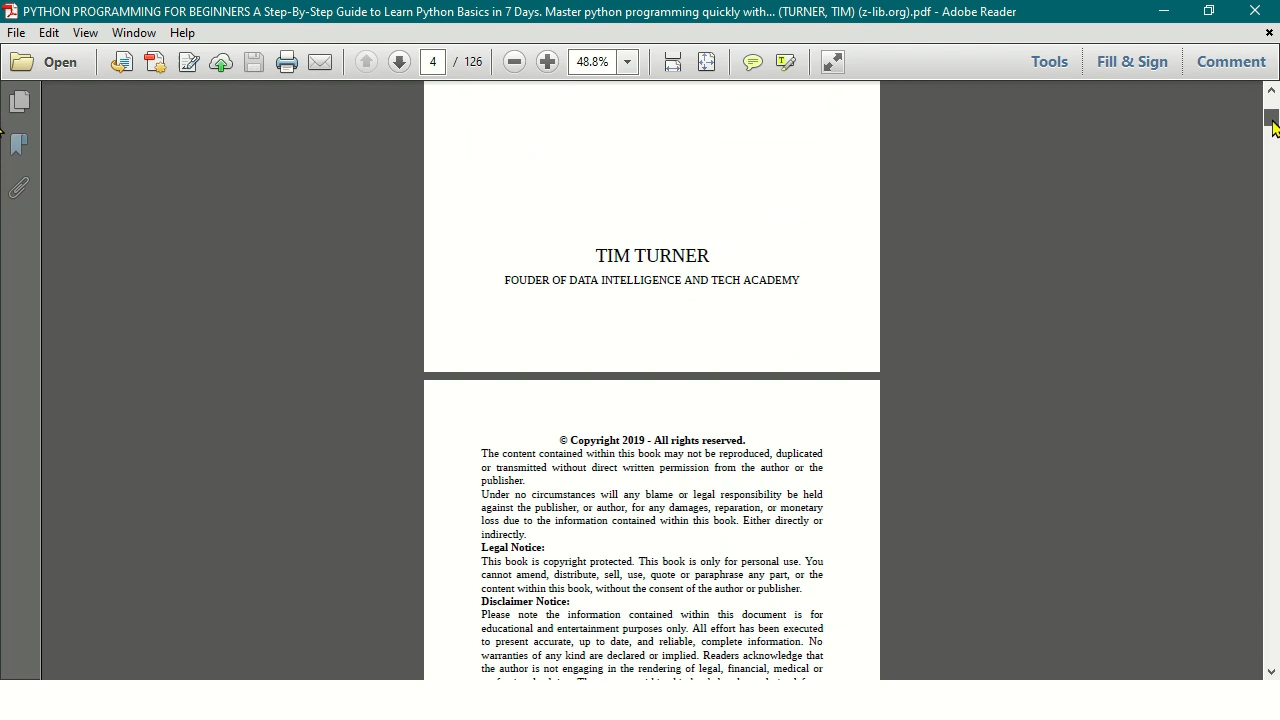 PYTHON PROGRAMMING FOR BEGINNERS A Step-By-Step Guide to Learn Python Basics in 7 Days. Master python programming quickly with... (TURNER, TIM) (z-lib.org).pdf - Adobe Reader
File Edit View Window Help
Open 4 / 126 48.8% Tools Fill & Sign Comment
TIM TURNER
FOUDER OF DATA INTELLIGENCE AND TECH ACADEMY
© Copyright 2019 - All rights reserved.
The content contained within this book may not be reproduced, duplicated
or transmitted without direct written permission from the author or the
publisher.
Under no circumstances will any blame or legal responsibility be held
against the publisher, or author, for any damages, reparation, or monetary
loss due to the information contained within this book. Either directly or
indirectly.
Legal Notice:
This book is copyright protected. This book is only for personal use. You
cannot amend, distribute, sell, use, quote or paraphrase any part, or the
content within this book, without the consent of the author or publisher.
Disclaimer Notice:
Please note the information contained within this document is for
educational and entertainment purposes only. All effort has been executed
to present accurate, up to date, and reliable, complete information. No
warranties of any kind are declared or implied. Readers acknowledge that
the author is not engaging in the rendering of legal, financial, medical or